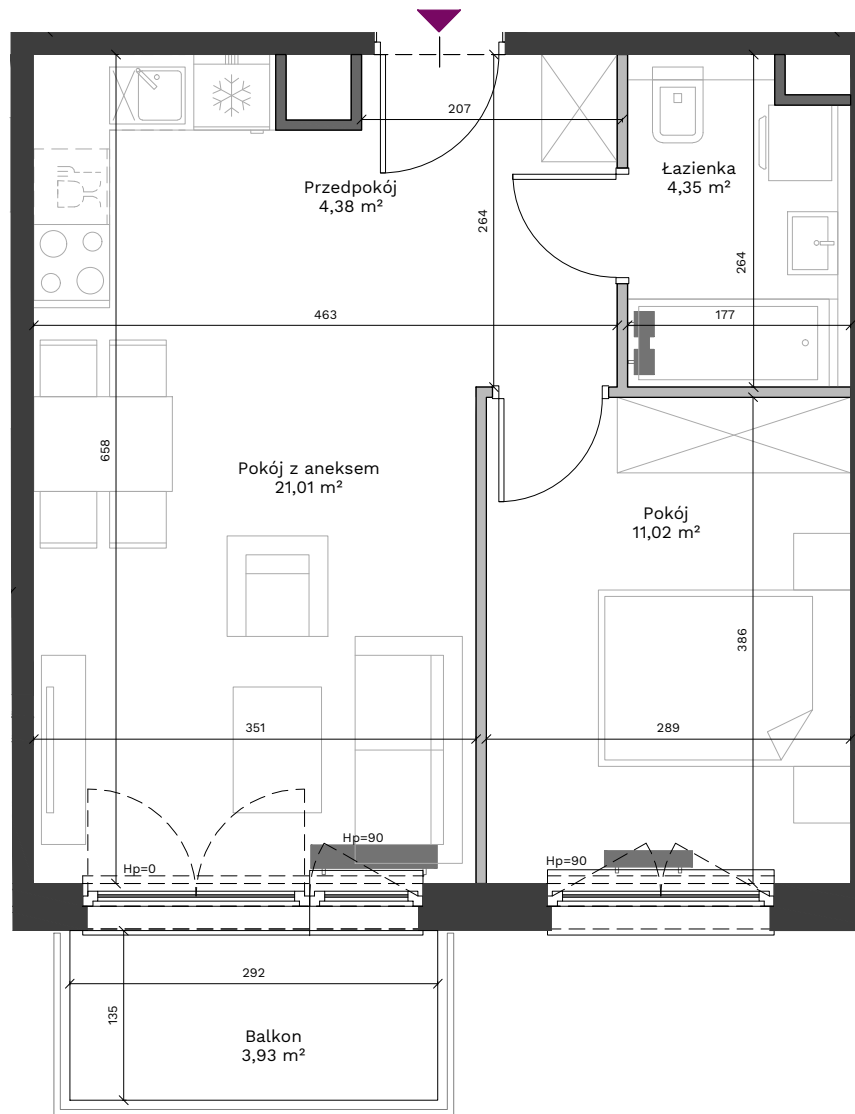 207
Przedpokój
4,38 m²
Łazienka
4,35 m²
264
264
463
177
658
Pokój z aneksem
21,01 m²
Pokój
11,02 m²
386
351
289
Hp=90
Hp=0
Hp=90
292
135
Balkon
3,93 m²